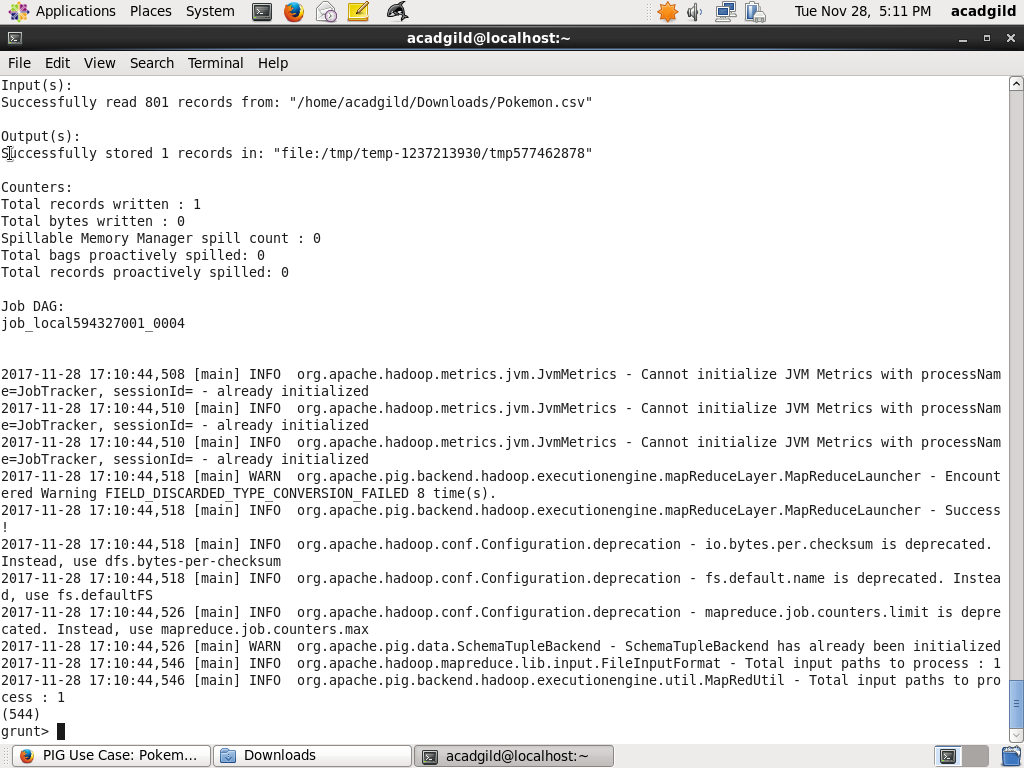 Applications Places System
Tue Nov 28, 5:11 PM acadgild
acadgild@localhost:~
File Edit View Search Terminal Help
Input(s):
Successfully read 801 records from: "/home/acadgild/Downloads/Pokemon.csv"
Output(s):
Successfully stored 1 records in: "file:/tmp/temp-1237213930/tmp577462878"
Counters:
Total records written : 1
Total bytes written : 0
Spillable Memory Manager spill count : 0
Total bags proactively spilled: 0
Total records proactively spilled: 0
Job DAG:
job_local594327001_0004
2017-11-28 17:10:44,508 [main] INFO  org.apache.hadoop.metrics.jvm.JvmMetrics - Cannot initialize JVM Metrics with processNam
e=JobTracker, sessionId= - already initialized
2017-11-28 17:10:44,510 [main] INFO  org.apache.hadoop.metrics.jvm.JvmMetrics - Cannot initialize JVM Metrics with processNam
e=JobTracker, sessionId= - already initialized
2017-11-28 17:10:44,510 [main] INFO  org.apache.hadoop.metrics.jvm.JvmMetrics - Cannot initialize JVM Metrics with processNam
e=JobTracker, sessionId= - already initialized
2017-11-28 17:10:44,518 [main] WARN  org.apache.pig.backend.hadoop.executionengine.mapReduceLayer.MapReduceLauncher - Encount
ered Warning FIELD_DISCARDED_TYPE_CONVERSION_FAILED 8 time(s).
2017-11-28 17:10:44,518 [main] INFO  org.apache.pig.backend.hadoop.executionengine.mapReduceLayer.MapReduceLauncher - Success
!
2017-11-28 17:10:44,518 [main] INFO  org.apache.hadoop.conf.Configuration.deprecation - io.bytes.per.checksum is deprecated.
Instead, use dfs.bytes-per-checksum
2017-11-28 17:10:44,518 [main] INFO  org.apache.hadoop.conf.Configuration.deprecation - fs.default.name is deprecated. Instea
d, use fs.defaultFS
2017-11-28 17:10:44,526 [main] INFO  org.apache.hadoop.conf.Configuration.deprecation - mapreduce.job.counters.limit is depre
cated. Instead, use mapreduce.job.counters.max
2017-11-28 17:10:44,526 [main] WARN  org.apache.pig.data.SchemaTupleBackend - SchemaTupleBackend has already been initialized
2017-11-28 17:10:44,546 [main] INFO  org.apache.hadoop.mapreduce.lib.input.FileInputFormat - Total input paths to process : 1
2017-11-28 17:10:44,546 [main] INFO  org.apache.pig.backend.hadoop.executionengine.util.MapRedUtil - Total input paths to pro
cess : 1
(544)
grunt>
PIG Use Case: Pokem... Downloads acadgild@localhost:~